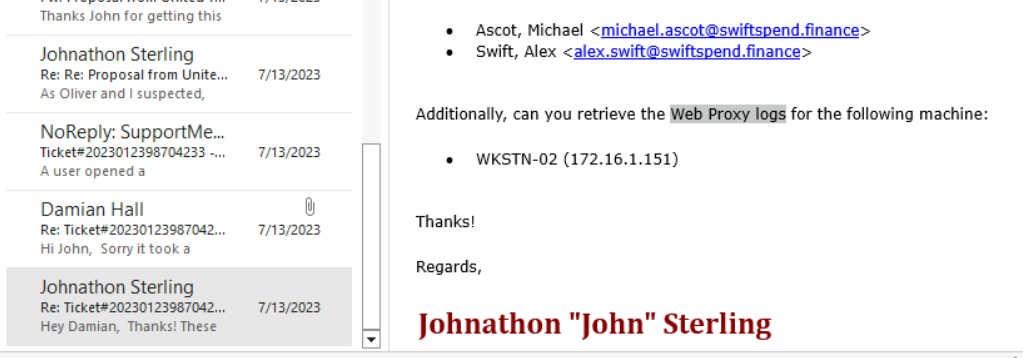 Thanks John for getting this
Johnathon Sterling
Re: Re: Proposal from Unite... 7/13/2023
As Oliver and I suspected,
NoReply: SupportMe...
Ticket#2023012398704233 -... 7/13/2023
A user opened a
Damian Hall
Re: Ticket#20230123987042... 7/13/2023
Hi John, Sorry it took a
Johnathon Sterling
Re: Ticket#20230123987042... 7/13/2023
Hey Damian, Thanks! These
• Ascot, Michael <michael.ascot@swiftspend.finance>
• Swift, Alex <alex.swift@swiftspend.finance>
Additionally, can you retrieve the Web Proxy logs for the following machine:
• WKSTN-02 (172.16.1.151)
Thanks!
Regards,
Johnathon "John" Sterling